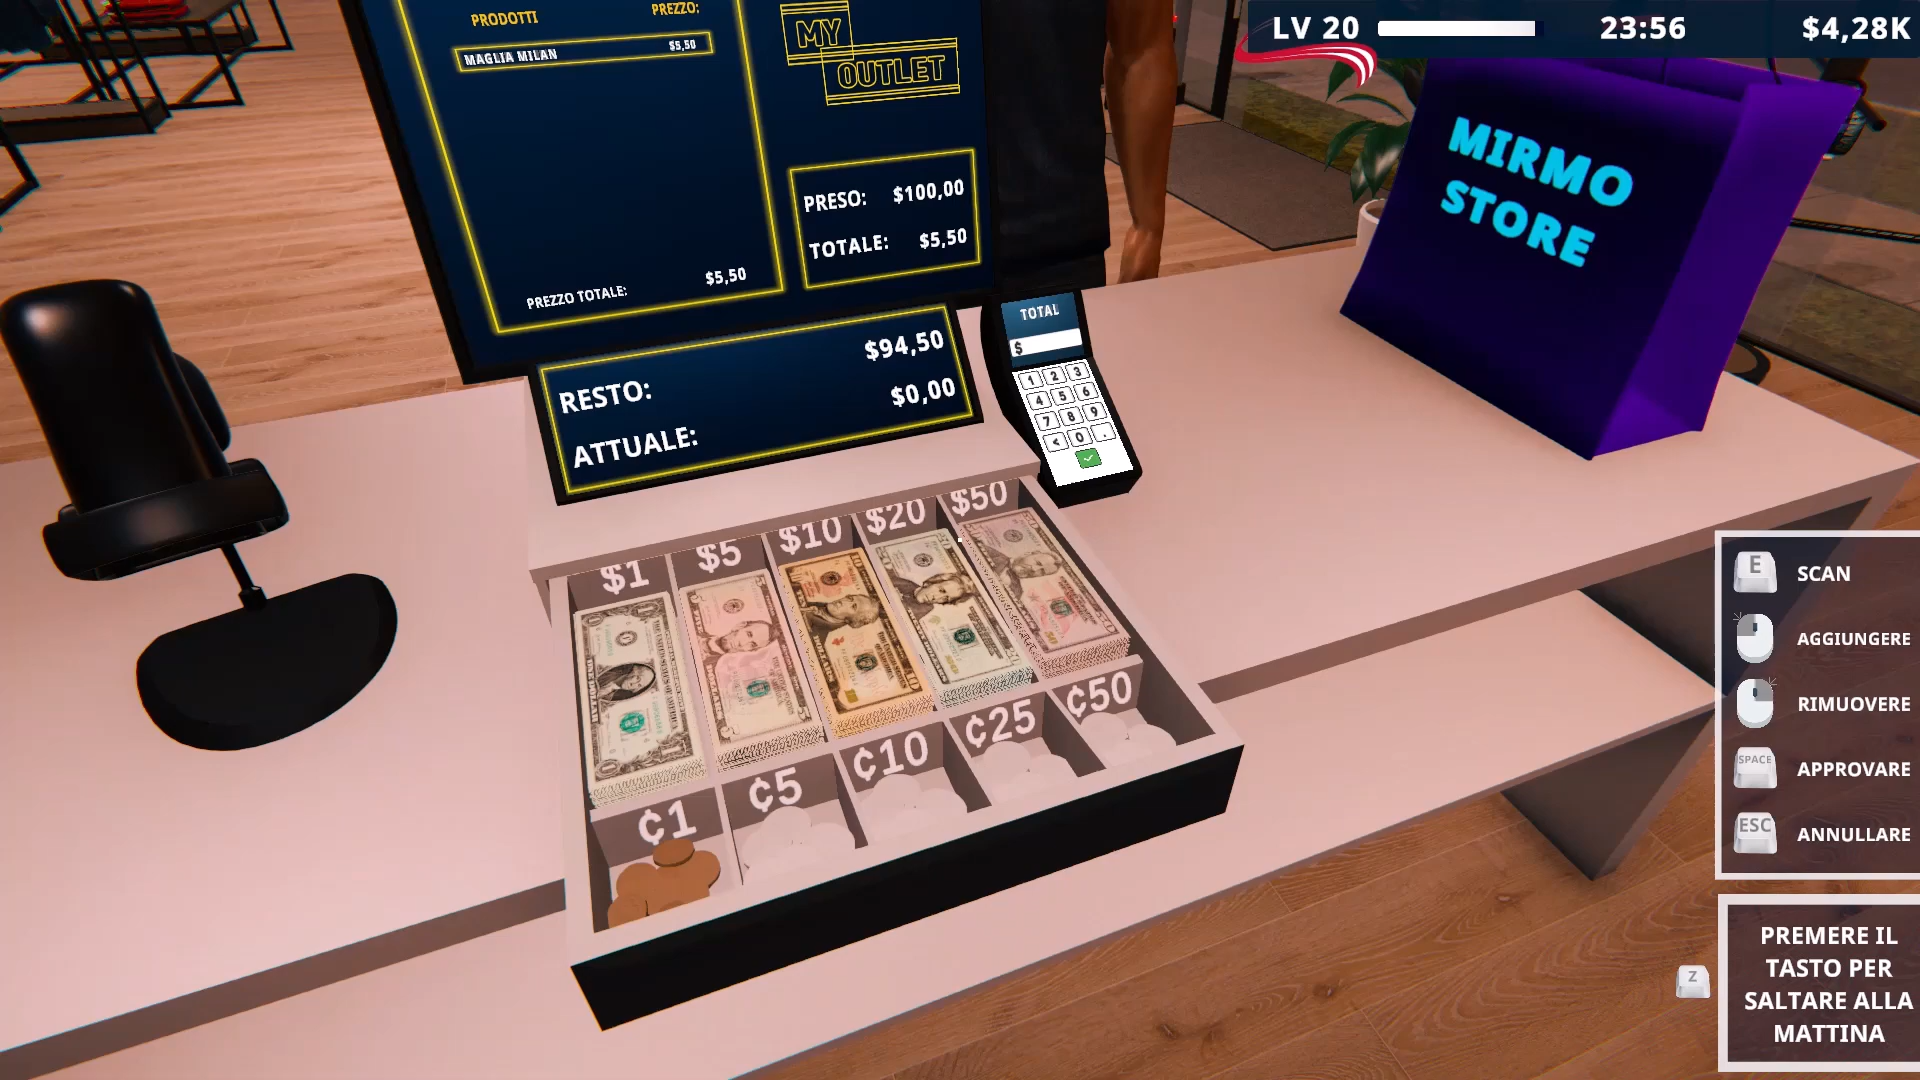 PRODOTTI PREZZO:
MAGLIA MILAN $5,50
PREZZO TOTALE: $5,50
MY
OUTLET
PRESO: $100,00
TOTALE: $5,50
RESTO: $94,50
ATTUALE: $0,00
TOTAL
$
1 2 3
4 5 6
7 8 9
< 0 .
$1 $5 $10 $20 $50
¢1 ¢5 ¢10 ¢25 ¢50
LV 20 23:56 $4,28K
MIRMO
STORE
E SCAN
AGGIUNGERE
RIMUOVERE
SPACE APPROVARE
ESC ANNULLARE
Z
PREMERE IL
TASTO PER
SALTARE ALLA
MATTINA